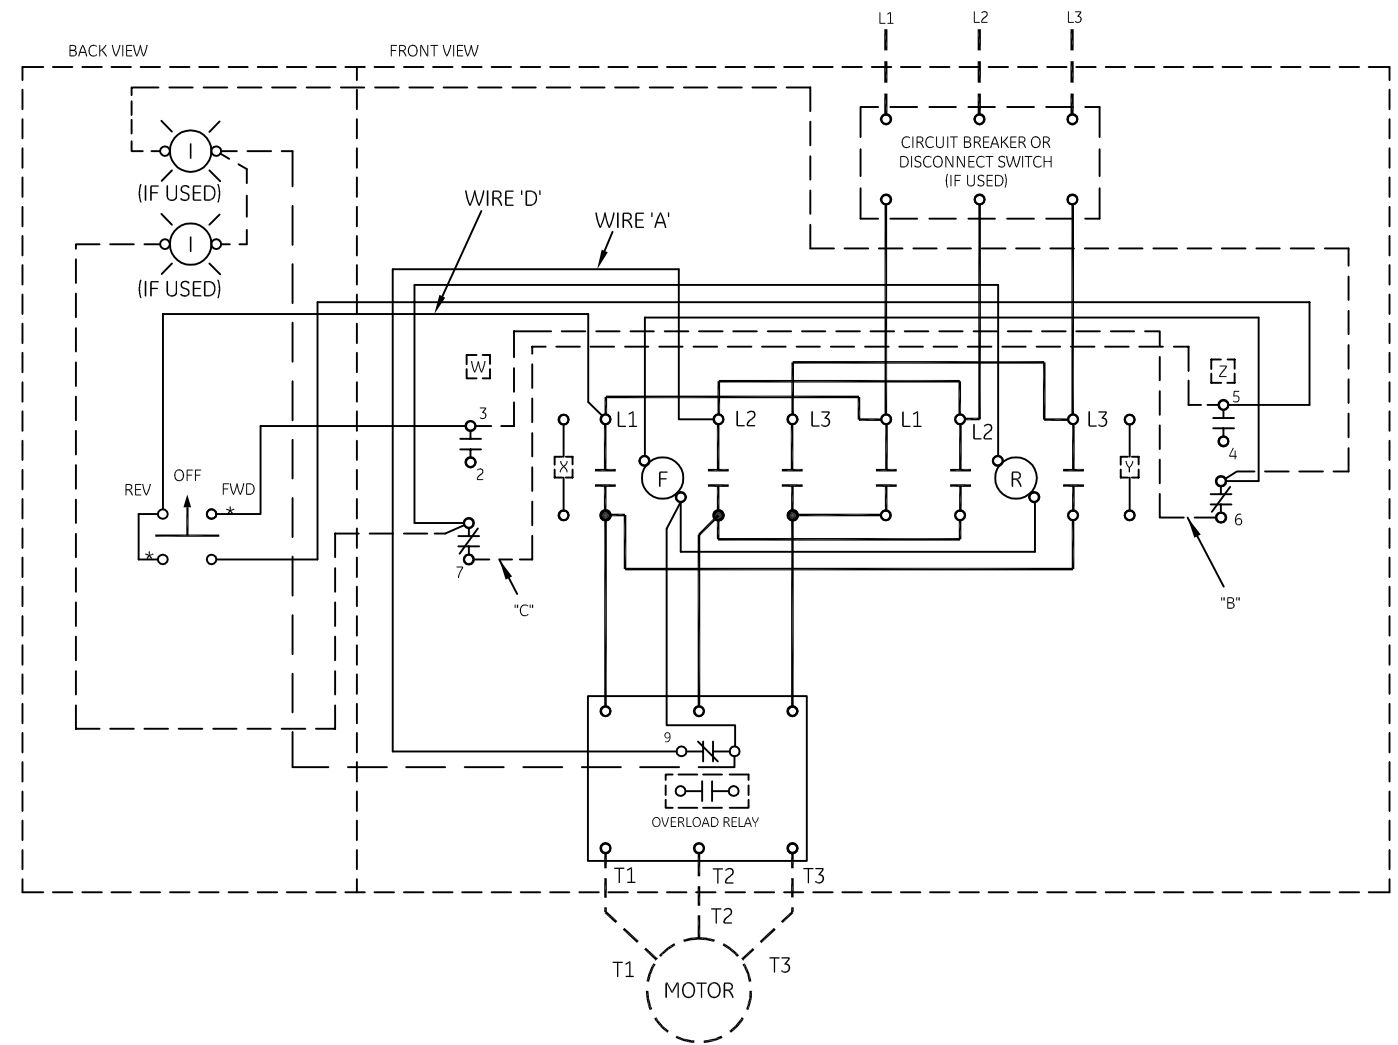 L1 L2 L3
BACK VIEW FRONT VIEW
CIRCUIT BREAKER OR
DISCONNECT SWITCH
(IF USED)
I
(IF USED)
I
(IF USED)
WIRE 'D'
WIRE 'A'
W
Z
3
5
L1 L2 L3 L1 L2 L3
4
2
X
F
R
Y
REV OFF FWD
*
*
6
7
"C"
"B"
9
OVERLOAD RELAY
T1 T2 T3
T2
T1 T3
MOTOR